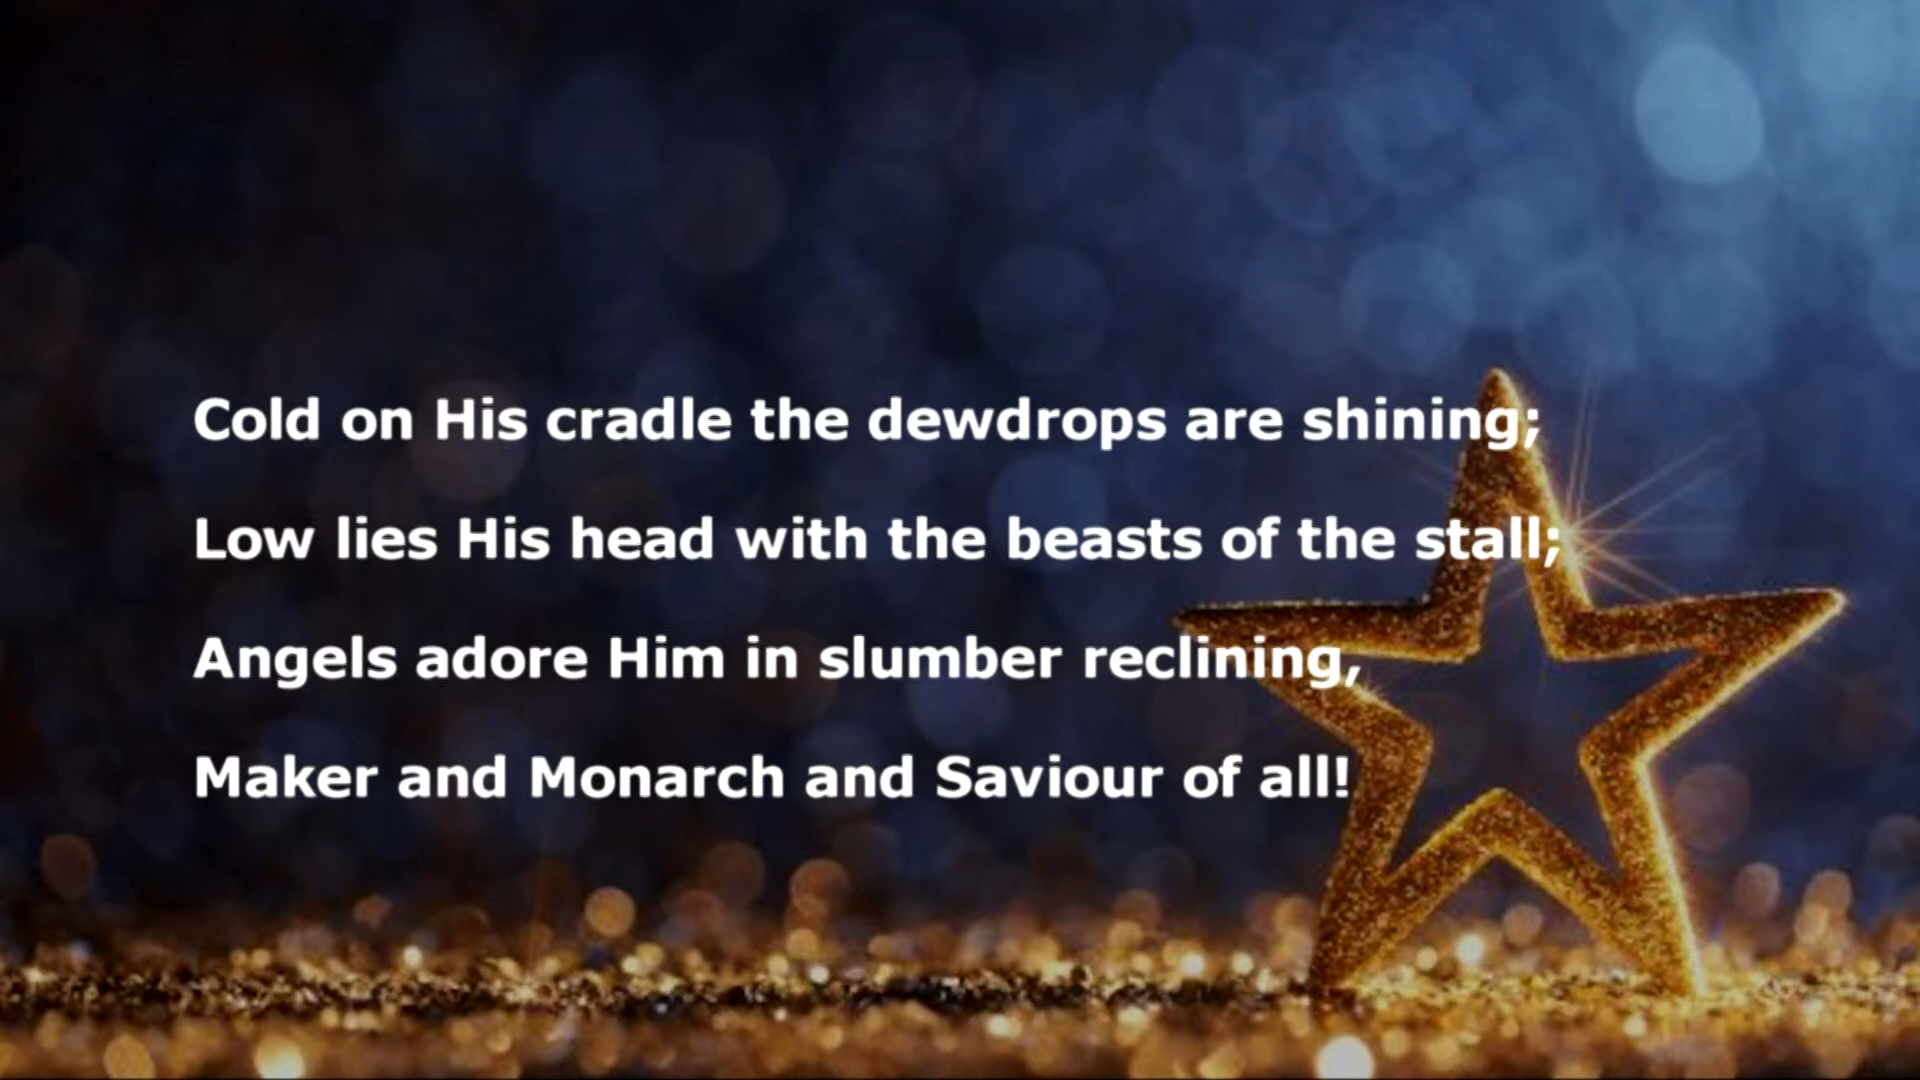 Cold on His cradle the dewdrops are shining;
Low lies His head with the beasts of the stall;
Angels adore Him in slumber reclining,
Maker and Monarch and Saviour of all!